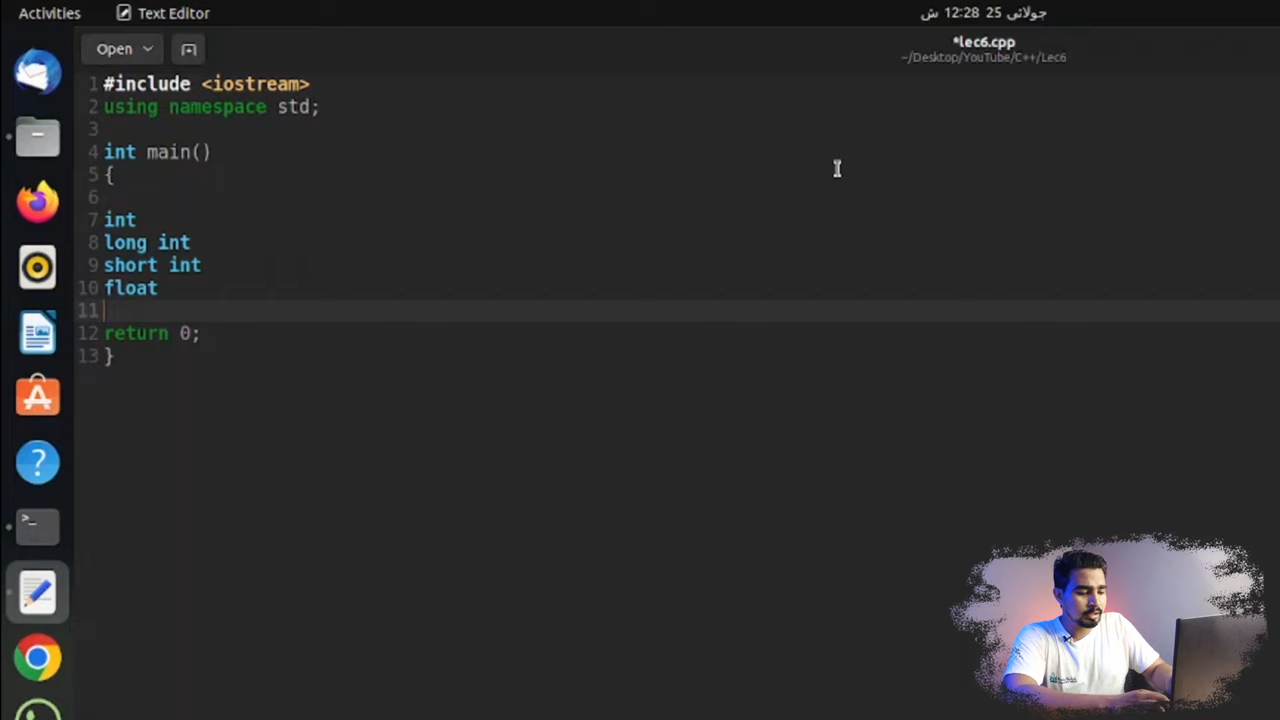 Activities
Text Editor
جولائی 25 12:28 ش
Open
*lec6.cpp
~/Desktop/YouTube/C++/Lec6
1 #include <iostream>
2 using namespace std;
3
4 int main()
5 {
6
7 int
8 long int
9 short int
10 float
11
12 return 0;
13 }